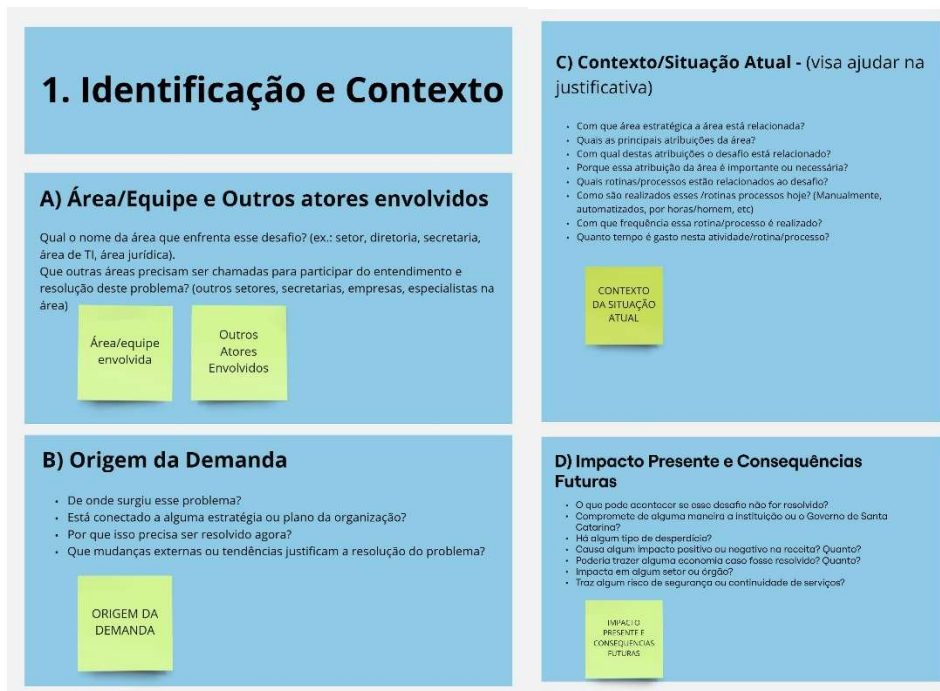 1. Identificação e Contexto
A) Área/Equipe e Outros atores envolvidos
Qual o nome da área que enfrenta esse desafio? (ex.: setor, diretoria, secretaria,
área de TI, área jurídica).
Que outras áreas precisam ser chamadas para participar do entendimento e
resolução deste problema? (outros setores, secretarias, empresas, especialistas na
área)
Área/equipe
envolvida
Outros
Atores
Envolvidos
B) Origem da Demanda
• De onde surgiu esse problema?
• Está conectado a alguma estratégia ou plano da organização?
• Por que isso precisa ser resolvido agora?
• Que mudanças externas ou tendências justificam a resolução do problema?
ORIGEM DA
DEMANDA
C) Contexto/Situação Atual - (visa ajudar na
justificativa)
• Com que área estratégica a área está relacionada?
• Quais as principais atribuições da área?
• Com qual destas atribuições o desafio está relacionado?
• Porque essa atribuição da área é importante ou necessária?
• Quais rotinas/processos estão relacionados ao desafio?
• Como são realizados esses /rotinas processos hoje? (Manualmente,
automatizados, por horas/homem, etc)
• Com que frequência essa rotina/processo é realizado?
• Quanto tempo é gasto nesta atividade/rotina/processo?
CONTEXTO
DA SITUAÇÃO
ATUAL
D) Impacto Presente e Consequências
Futuras
• O que pode acontecer se esse desafio não for resolvido?
• Compromete de alguma maneira a instituição ou o Governo de Santa
Catarina?
• Há algum tipo de desperdício?
• Causa algum impacto positivo ou negativo na receita? Quanto?
• Poderia trazer alguma economia caso fosse resolvido? Quanto?
• Impacta em algum setor ou órgão?
• Traz algum risco de segurança ou continuidade de serviços?
IMPACTO
PRESENTE E
CONSEQUENCIAS
FUTURAS